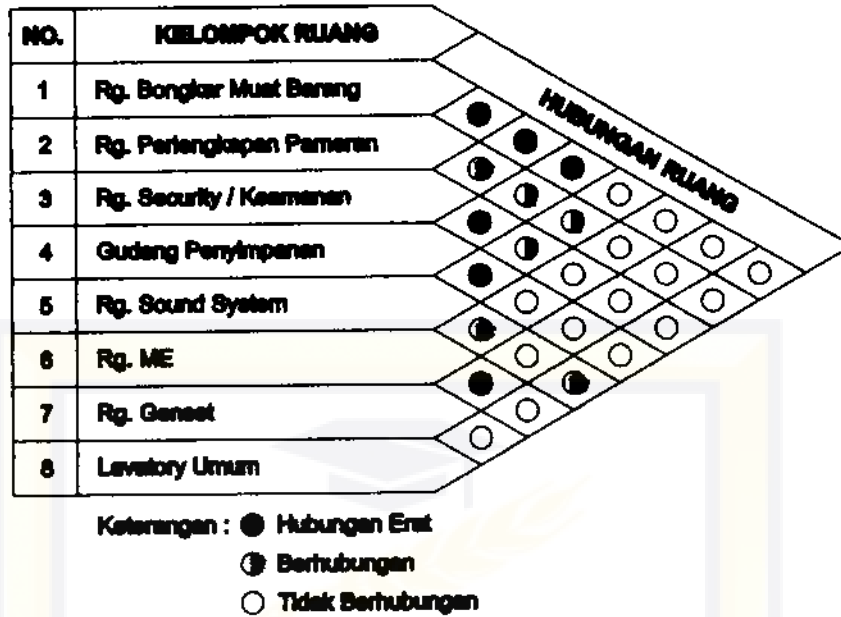 NO. KELOMPOK RUANG
HUBUNGAN RUANG
1 Rg. Bongkar Muat Barang
2 Rg. Perlengkapan Pameran
3 Rg. Security / Keamanan
4 Gudang Penyimpanan
5 Rg. Sound System
6 Rg. ME
7 Rg. Genset
8 Lavatory Umum
Keterangan : Hubungan Erat
Berhubungan
Tidak Berhubungan